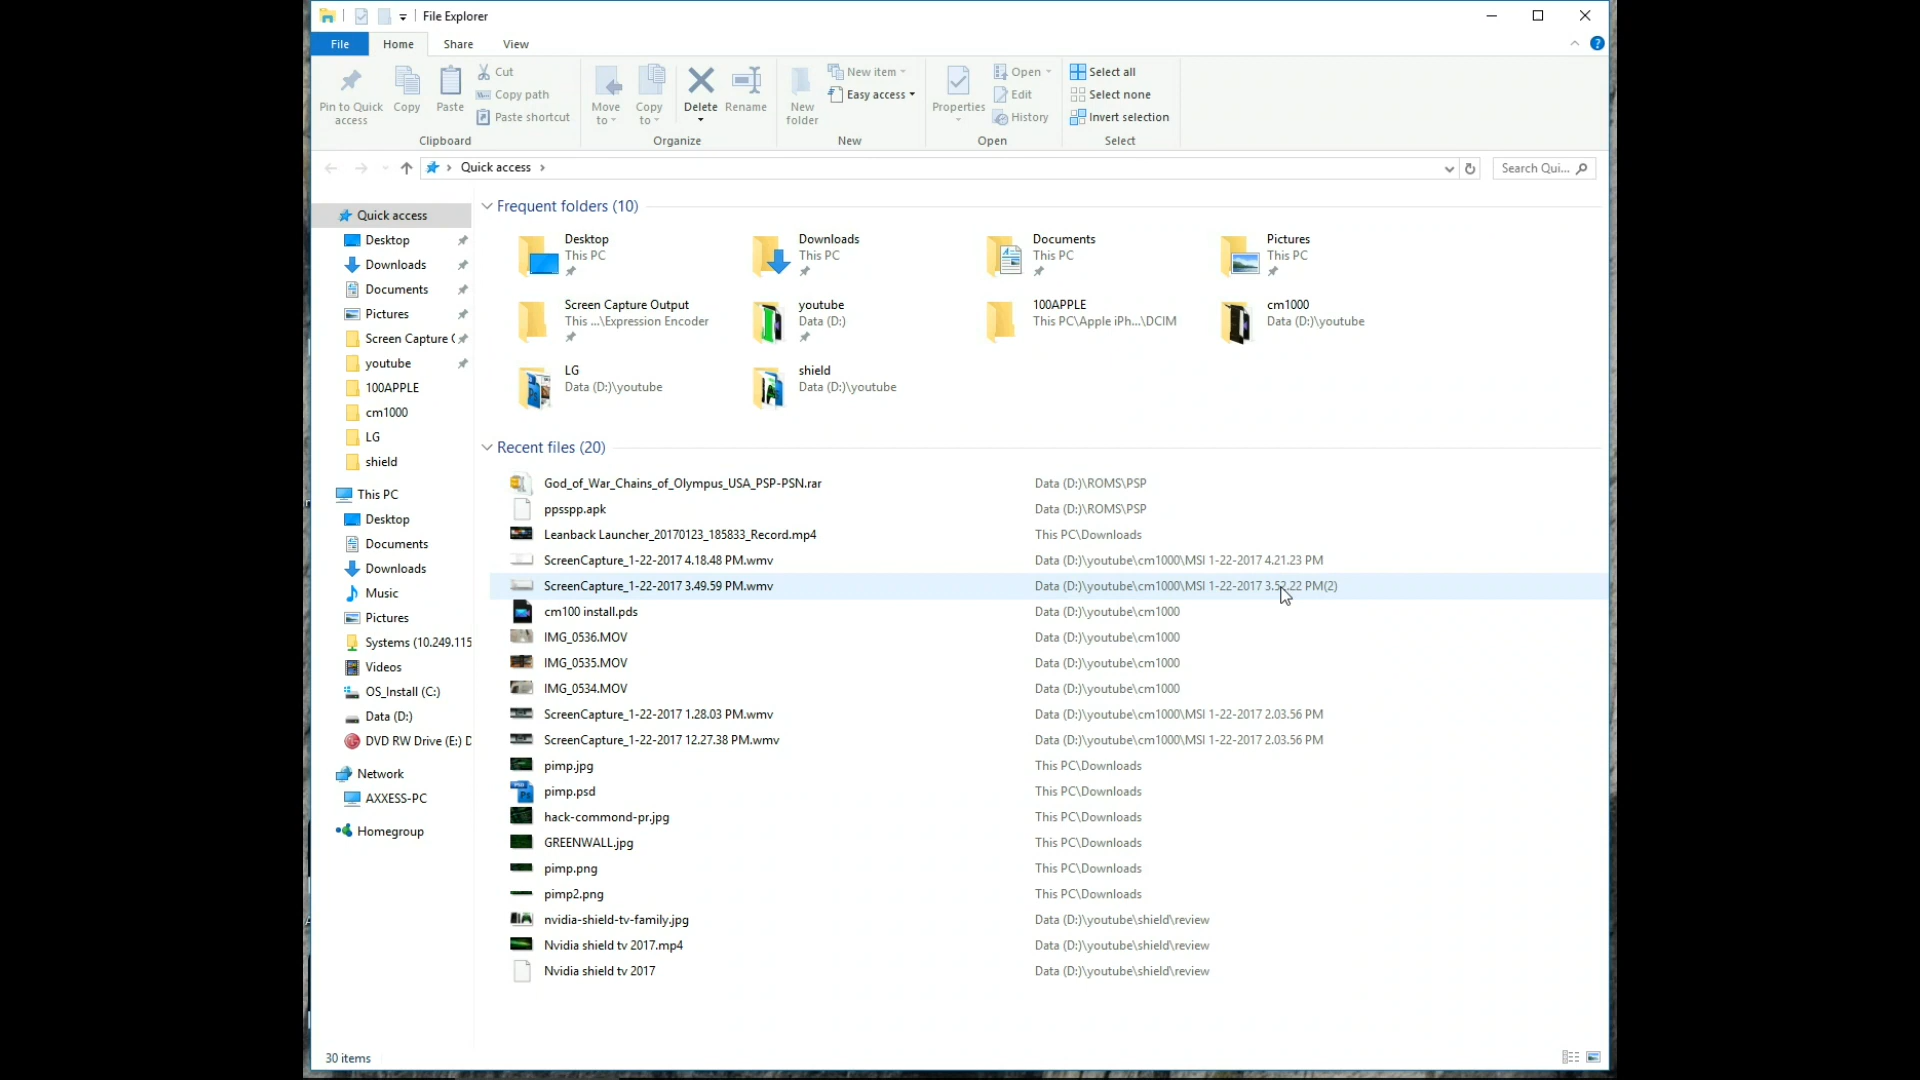 File Explorer
File Home Share View
Pin to Quick access
Copy
Paste
Cut
Copy path
Paste shortcut
Clipboard
Move to
Copy to
Delete
Rename
Organize
New folder
New item
Easy access
New
Properties
Open
Edit
History
Open
Select all
Select none
Invert selection
Select
Quick access
Search Qui...
Quick access
Desktop
Downloads
Documents
Pictures
Screen Capture
youtube
100APPLE
cm1000
LG
shield
This PC
Desktop
Documents
Downloads
Music
Pictures
Systems (10.249.115
Videos
OS_Install (C:)
Data (D:)
DVD RW Drive (E:) D
Network
AXXESS-PC
Homegroup
Frequent folders (10)
Desktop
This PC
Downloads
This PC
Documents
This PC
Pictures
This PC
Screen Capture Output
This ...\Expression Encoder
youtube
Data (D:)
100APPLE
This PC\Apple iPh...\DCIM
cm1000
Data (D:)\youtube
LG
Data (D:)\youtube
shield
Data (D:)\youtube
Recent files (20)
God_of_War_Chains_of_Olympus_USA_PSP-PSN.rar Data (D:)\ROMS\PSP
ppsspp.apk Data (D:)\ROMS\PSP
Leanback Launcher_20170123_185833_Record.mp4 This PC\Downloads
ScreenCapture_1-22-2017 4.18.48 PM.wmv Data (D:)\youtube\cm1000\MSI 1-22-2017 4.21.23 PM
ScreenCapture_1-22-2017 3.49.59 PM.wmv Data (D:)\youtube\cm1000\MSI 1-22-2017 3.52.22 PM(2)
cm100 install.pds Data (D:)\youtube\cm1000
IMG_0536.MOV Data (D:)\youtube\cm1000
IMG_0535.MOV Data (D:)\youtube\cm1000
IMG_0534.MOV Data (D:)\youtube\cm1000
ScreenCapture_1-22-2017 1.28.03 PM.wmv Data (D:)\youtube\cm1000\MSI 1-22-2017 2.03.56 PM
ScreenCapture_1-22-2017 12.27.38 PM.wmv Data (D:)\youtube\cm1000\MSI 1-22-2017 2.03.56 PM
pimp.jpg This PC\Downloads
pimp.psd This PC\Downloads
hack-commond-pr.jpg This PC\Downloads
GREENWALL.jpg This PC\Downloads
pimp.png This PC\Downloads
pimp2.png This PC\Downloads
nvidia-shield-tv-family.jpg Data (D:)\youtube\shield\review
Nvidia shield tv 2017.mp4 Data (D:)\youtube\shield\review
Nvidia shield tv 2017 Data (D:)\youtube\shield\review
30 items